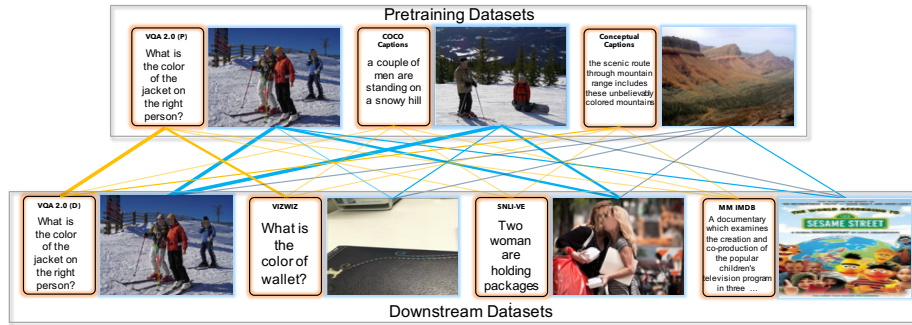 Pretraining Datasets
VQA 2.0 (P)
What is
the color
of the
jacket on
the right
person?
COCO
Captions
a couple of
men are
standing on
a snowy hill
Conceptual
Captions
the scenic route
through mountain
range includes
these unbelievably
colored mountains
VQA 2.0 (D)
What is
the color
of the
jacket on
the right
person?
VIZWIZ
What is
the
color of
wallet?
SNLI-VE
Two
woman
are
holding
packages
MM IMDB
A documentary
which examines
the creation and
co-production of
the popular
children's
television program
in three ...
THE WORLD ACCORDING TO
SESAME STREET
Downstream Datasets